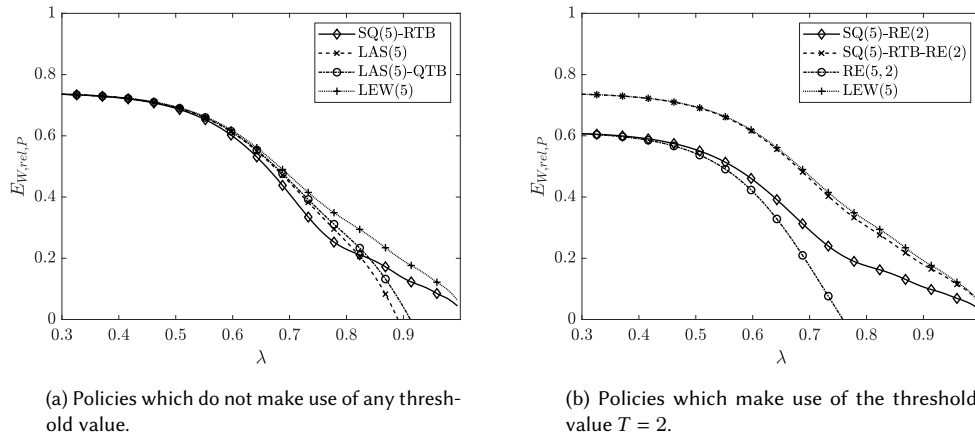 1
0.8
0.6
0.4
0.2
0
E_{W,rel,P}
SQ(5)-RTB
LAS(5)
LAS(5)-QTB
LEW(5)
0.3 0.4 0.5 0.6 0.7 0.8 0.9
λ
(a) Policies which do not make use of any thresh-
old value.
1
0.8
0.6
0.4
0.2
0
E_{W,rel,P}
SQ(5)-RE(2)
SQ(5)-RTB-RE(2)
RE(5, 2)
LEW(5)
0.3 0.4 0.5 0.6 0.7 0.8 0.9
λ
(b) Policies which make use of the threshold
value T = 2.